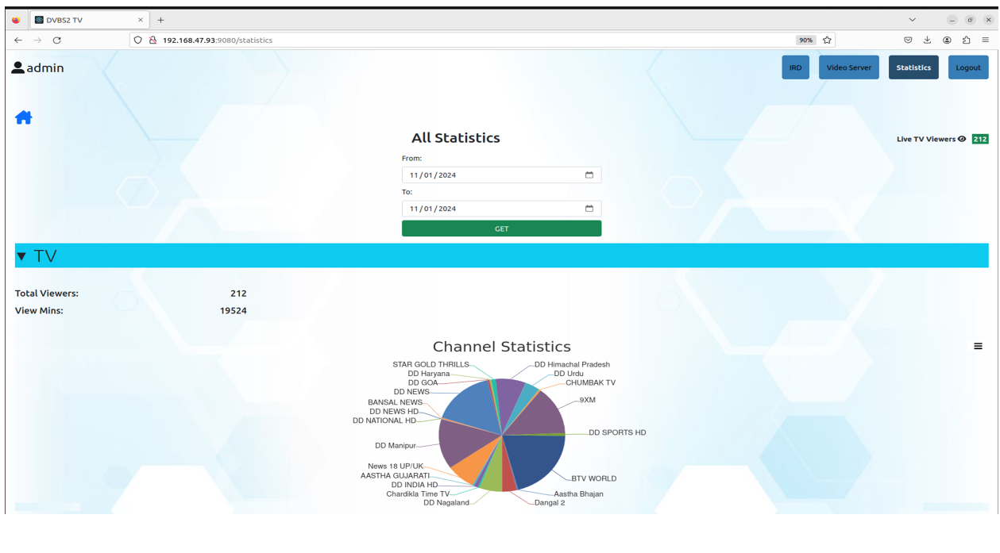 DVBS2 TV
192.168.47.93:9080/statistics
90%
admin
IRD Video Server Statistics Logout
All Statistics
Live TV Viewers 212
From:
11/01/2024
To:
11/01/2024
GET
TV
Total Viewers: 212
View Mins: 19524
Channel Statistics
STAR GOLD THRILLS
DD Haryana
DD GOA
DD NEWS
BANSAL NEWS
DD NEWS HD
DD NATIONAL HD
DD Manipur
News 18 UP/UK
AASTHA GUJARATI
DD INDIA HD
Chardikla Time TV
DD Nagaland
DD Himachal Pradesh
DD Urdu
CHUMBAK TV
9XM
DD SPORTS HD
BTV WORLD
Aastha Bhajan
Dangal 2